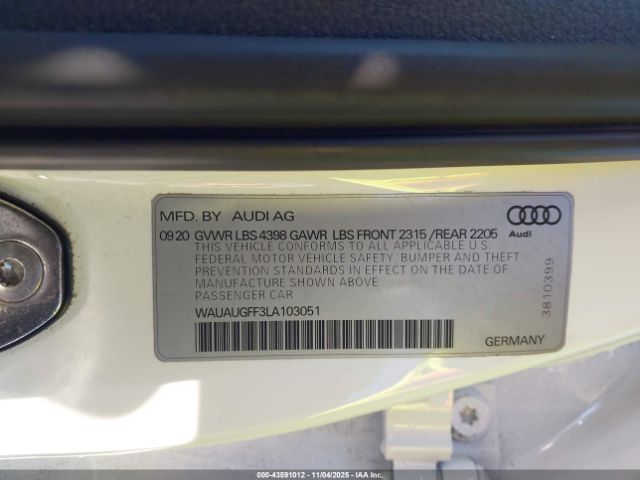 MFD. BY AUDI AG
09 20 GVWR LBS 4398 GAWR LBS FRONT 2315 /REAR 2205
THIS VEHICLE CONFORMS TO ALL APPLICABLE U.S.
FEDERAL MOTOR VEHICLE SAFETY, BUMPER AND THEFT
PREVENTION STANDARDS IN EFFECT ON THE DATE OF
MANUFACTURE SHOWN ABOVE
PASSENGER CAR
WAUAUGFF3LA103051
Audi
3810399
GERMANY
000-43591012 - 11/04/2025 - IAAI, Inc.